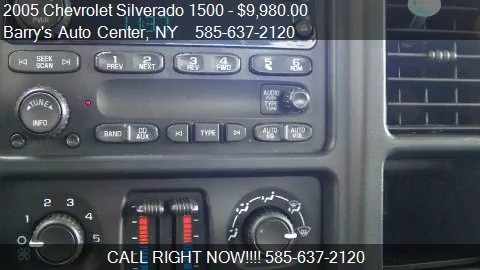 2005 Chevrolet Silverado 1500 - $9,980.00
Barry's Auto Center, NY 585-637-2120
PWR
SEEK SCAN
1 PREV
2 NEXT
3 REV
4 FWD
5
6 RDM
TUNE
INFO
AUDIO
TYPE
TUNE
BAND
CD AUX
TYPE
AUTO EQ
AUTO VOL
1 2 3 4 5
CALL RIGHT NOW!!!! 585-637-2120